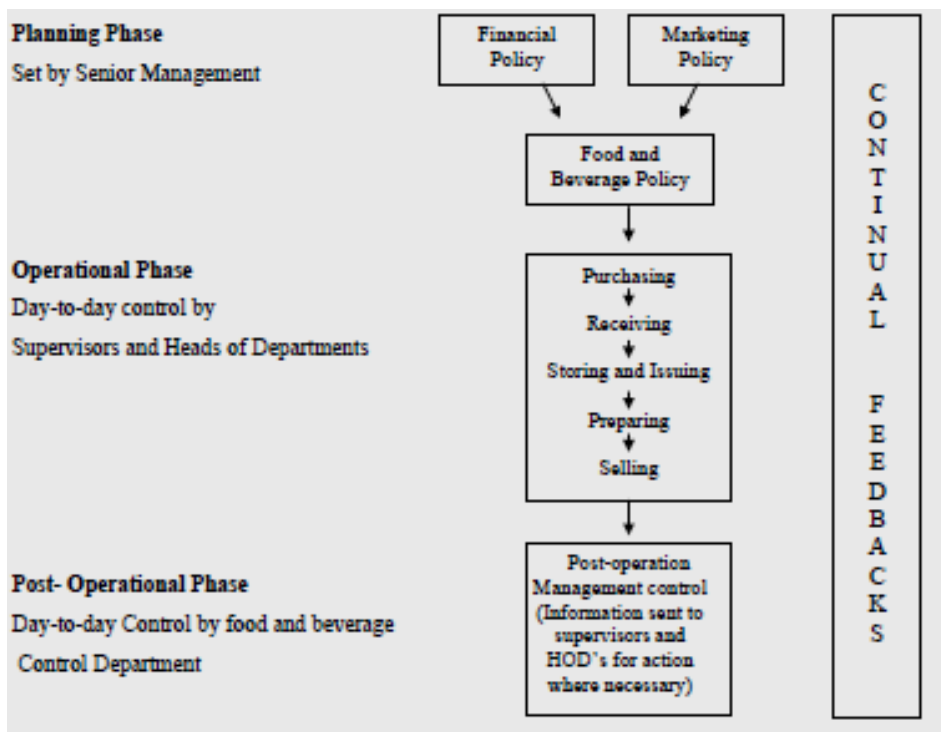 Planning Phase
Set by Senior Management
Financial
Policy
Marketing
Policy
Food and
Beverage Policy
Operational Phase
Day-to-day control by
Supervisors and Heads of Departments
Purchasing
Receiving
Storing and Issuing
Preparing
Selling
Post- Operational Phase
Day-to-day Control by food and beverage
Control Department
Post-operation
Management control
(Information sent to
supervisors and
HOD`s for action
where necessary)
CONTINUAL FEEDBACKS